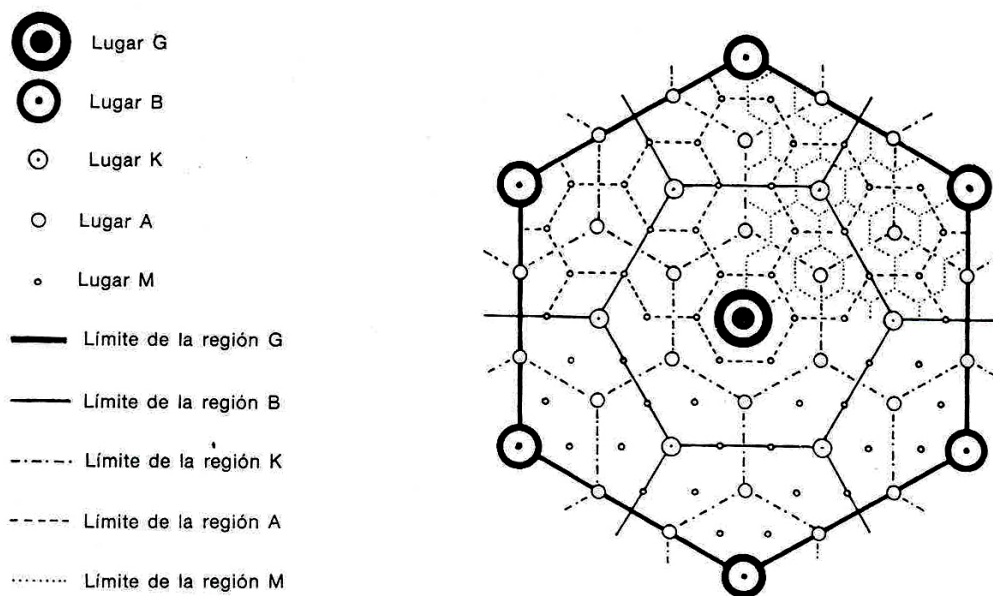 Lugar G
Lugar B
Lugar K
Lugar A
Lugar M
Límite de la región G
Límite de la región B
Límite de la región K
Límite de la región A
Límite de la región M